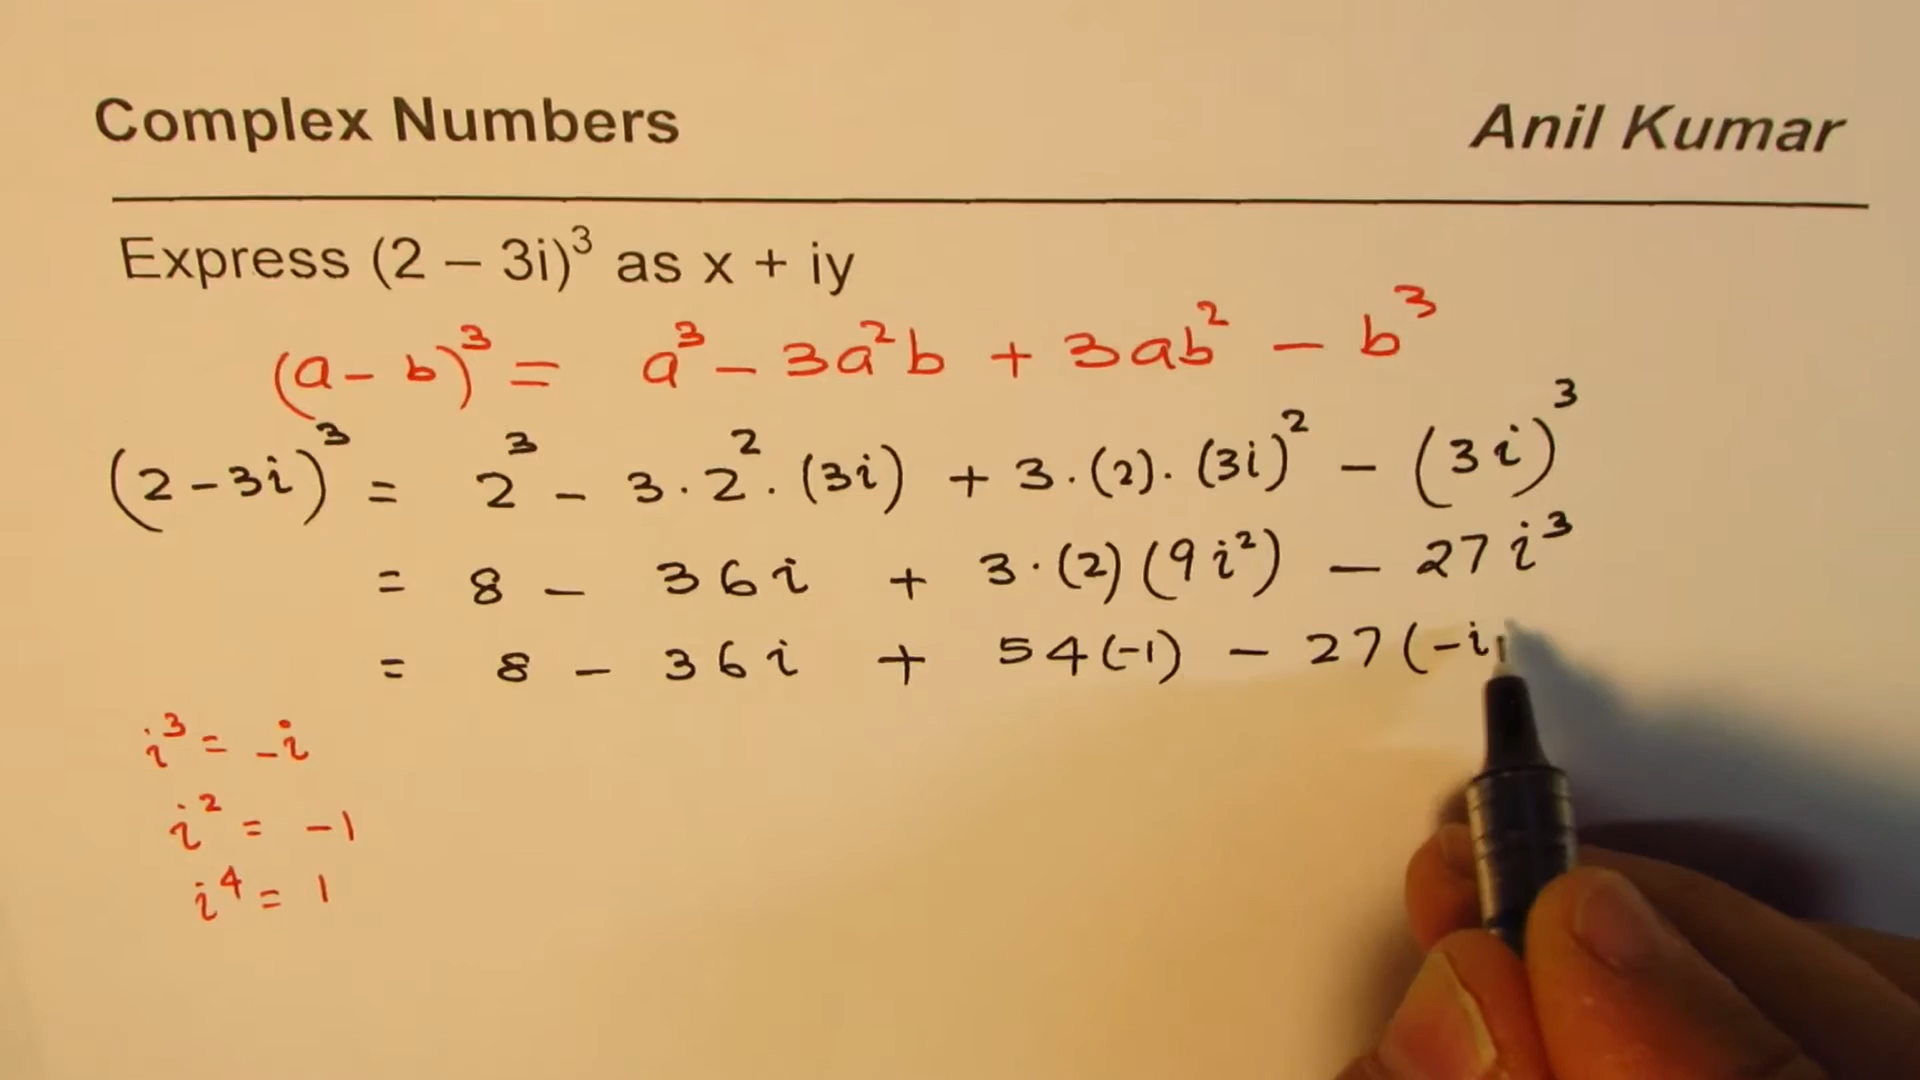 Complex Numbers Anil Kumar
Express (2 – 3i)³ as x + iy
(a - b)³ = a³ - 3a²b + 3ab² - b³
(2-3i)³ = 2³ - 3·2²·(3i) + 3·(2)·(3i)² - (3i)³
= 8 - 36i + 3·(2)(9i²) - 27i³
= 8 - 36i + 54(-1) - 27(-i
i³ = -i
i² = -1
i⁴ = 1